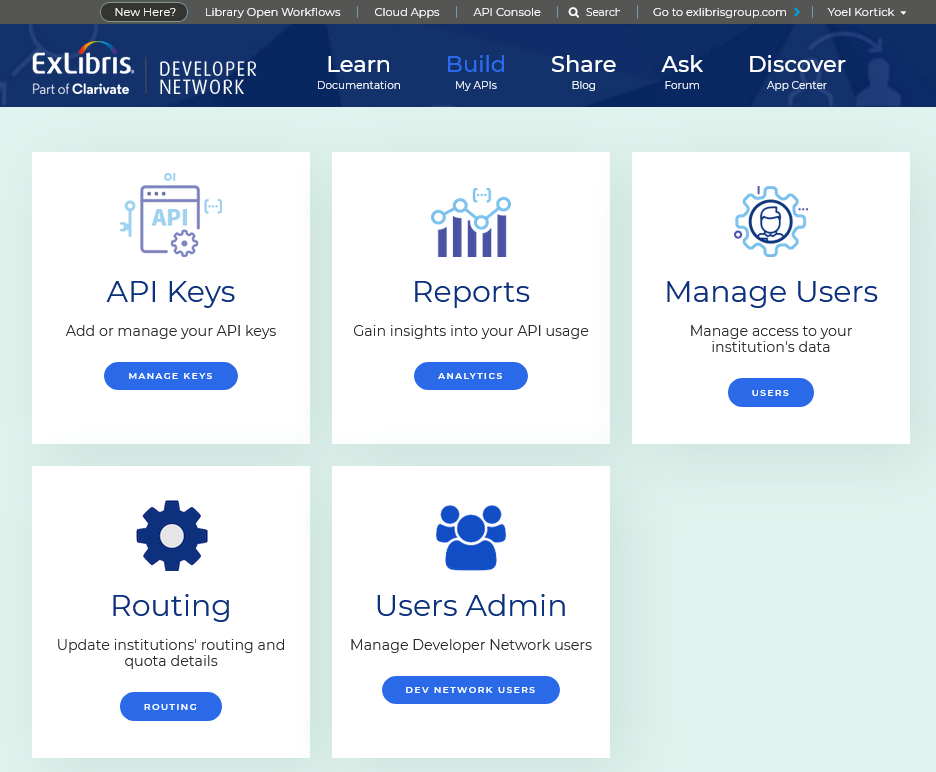 New Here?
Library Open Workflows
Cloud Apps
API Console
Search
Go to exlibrisgroup.com
Yoel Kortick
ExLibris
Part of Clarivate
DEVELOPER
NETWORK
Learn
Documentation
Build
My APIs
Share
Blog
Ask
Forum
Discover
App Center
API
API Keys
Add or manage your API keys
MANAGE KEYS
Reports
Gain insights into your API usage
ANALYTICS
Manage Users
Manage access to your
institution's data
USERS
Routing
Update institutions' routing and
quota details
ROUTING
Users Admin
Manage Developer Network users
DEV NETWORK USERS